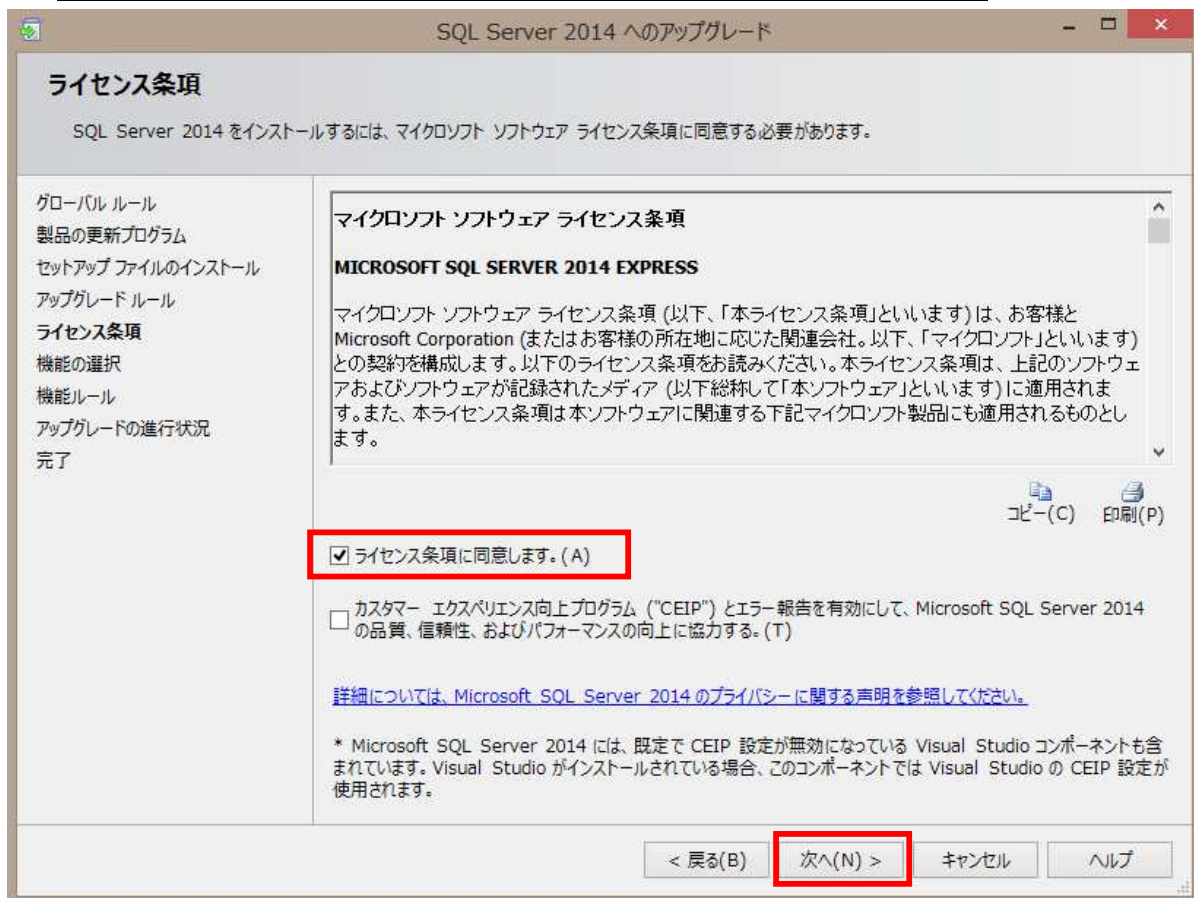 SQL Server 2014 へのアップグレード
ライセンス条項
SQL Server 2014 をインストールするには、マイクロソフト ソフトウェア ライセンス条項に同意する必要があります。
グローバル ルール
製品の更新プログラム
セットアップ ファイルのインストール
アップグレード ルール
ライセンス条項
機能の選択
機能ルール
アップグレードの進行状況
完了
マイクロソフト ソフトウェア ライセンス条項
MICROSOFT SQL SERVER 2014 EXPRESS
マイクロソフト ソフトウェア ライセンス条項 (以下、「本ライセンス条項」といいます) は、お客様と
Microsoft Corporation (またはお客様の所在地に応じた関連会社。以下、「マイクロソフト」といいます)
との契約を構成します。以下のライセンス条項をお読みください。本ライセンス条項は、上記のソフトウェ
アおよびソフトウェアが記録されたメディア (以下総称して「本ソフトウェア」といいます) に適用されま
す。また、本ライセンス条項は本ソフトウェアに関連する下記マイクロソフト製品にも適用されるものとし
ます。
コピー(C) 印刷(P)
ライセンス条項に同意します。(A)
カスタマー エクスペリエンス向上プログラム ("CEIP") とエラー報告を有効にして、Microsoft SQL Server 2014
の品質、信頼性、およびパフォーマンスの向上に協力する。(T)
詳細については、Microsoft SQL Server 2014 のプライバシーに関する声明を参照してください。
* Microsoft SQL Server 2014 には、既定で CEIP 設定が無効になっている Visual Studio コンポーネントも含
まれています。Visual Studio がインストールされている場合、このコンポーネントでは Visual Studio の CEIP 設定が
使用されます。
< 戻る(B) 次へ(N) > キャンセル ヘルプ